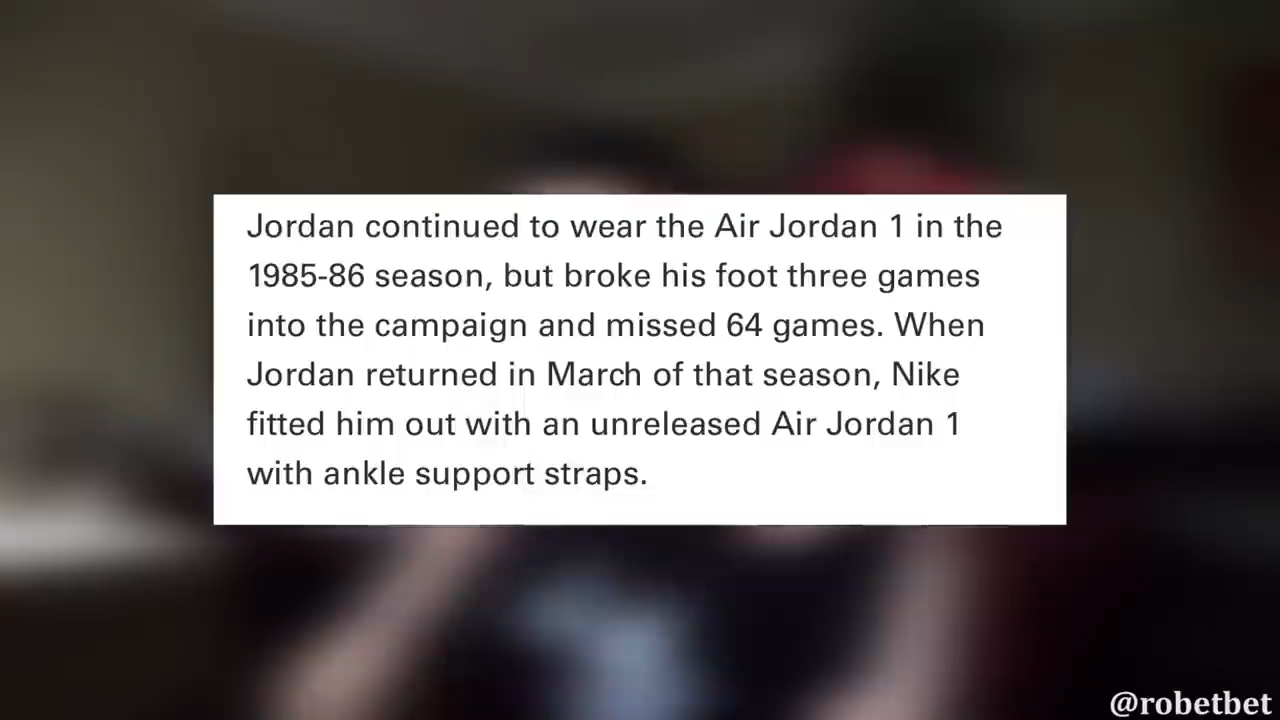 Jordan continued to wear the Air Jordan 1 in the
1985-86 season, but broke his foot three games
into the campaign and missed 64 games. When
Jordan returned in March of that season, Nike
fitted him out with an unreleased Air Jordan 1
with ankle support straps.
@robetbet